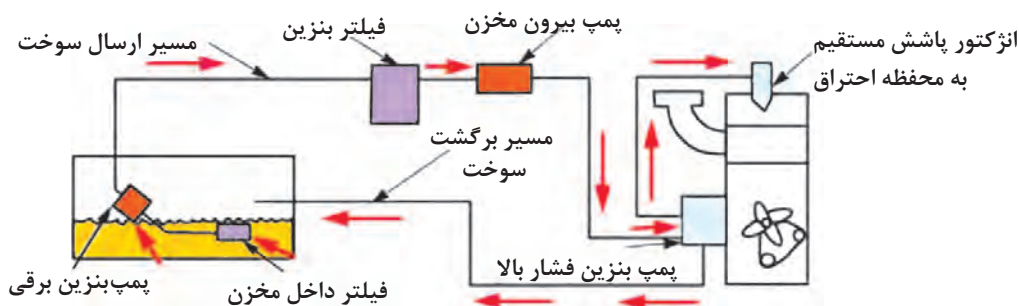 پمپ بیرون مخزن
فیلتر بنزین
مسیر ارسال سوخت
انژکتور پاشش مستقیم
به محفظه احتراق
مسیر برگشت
سوخت
پمپ بنزین فشار بالا
فیلتر داخل مخزن
پمپ‌بنزین برقی